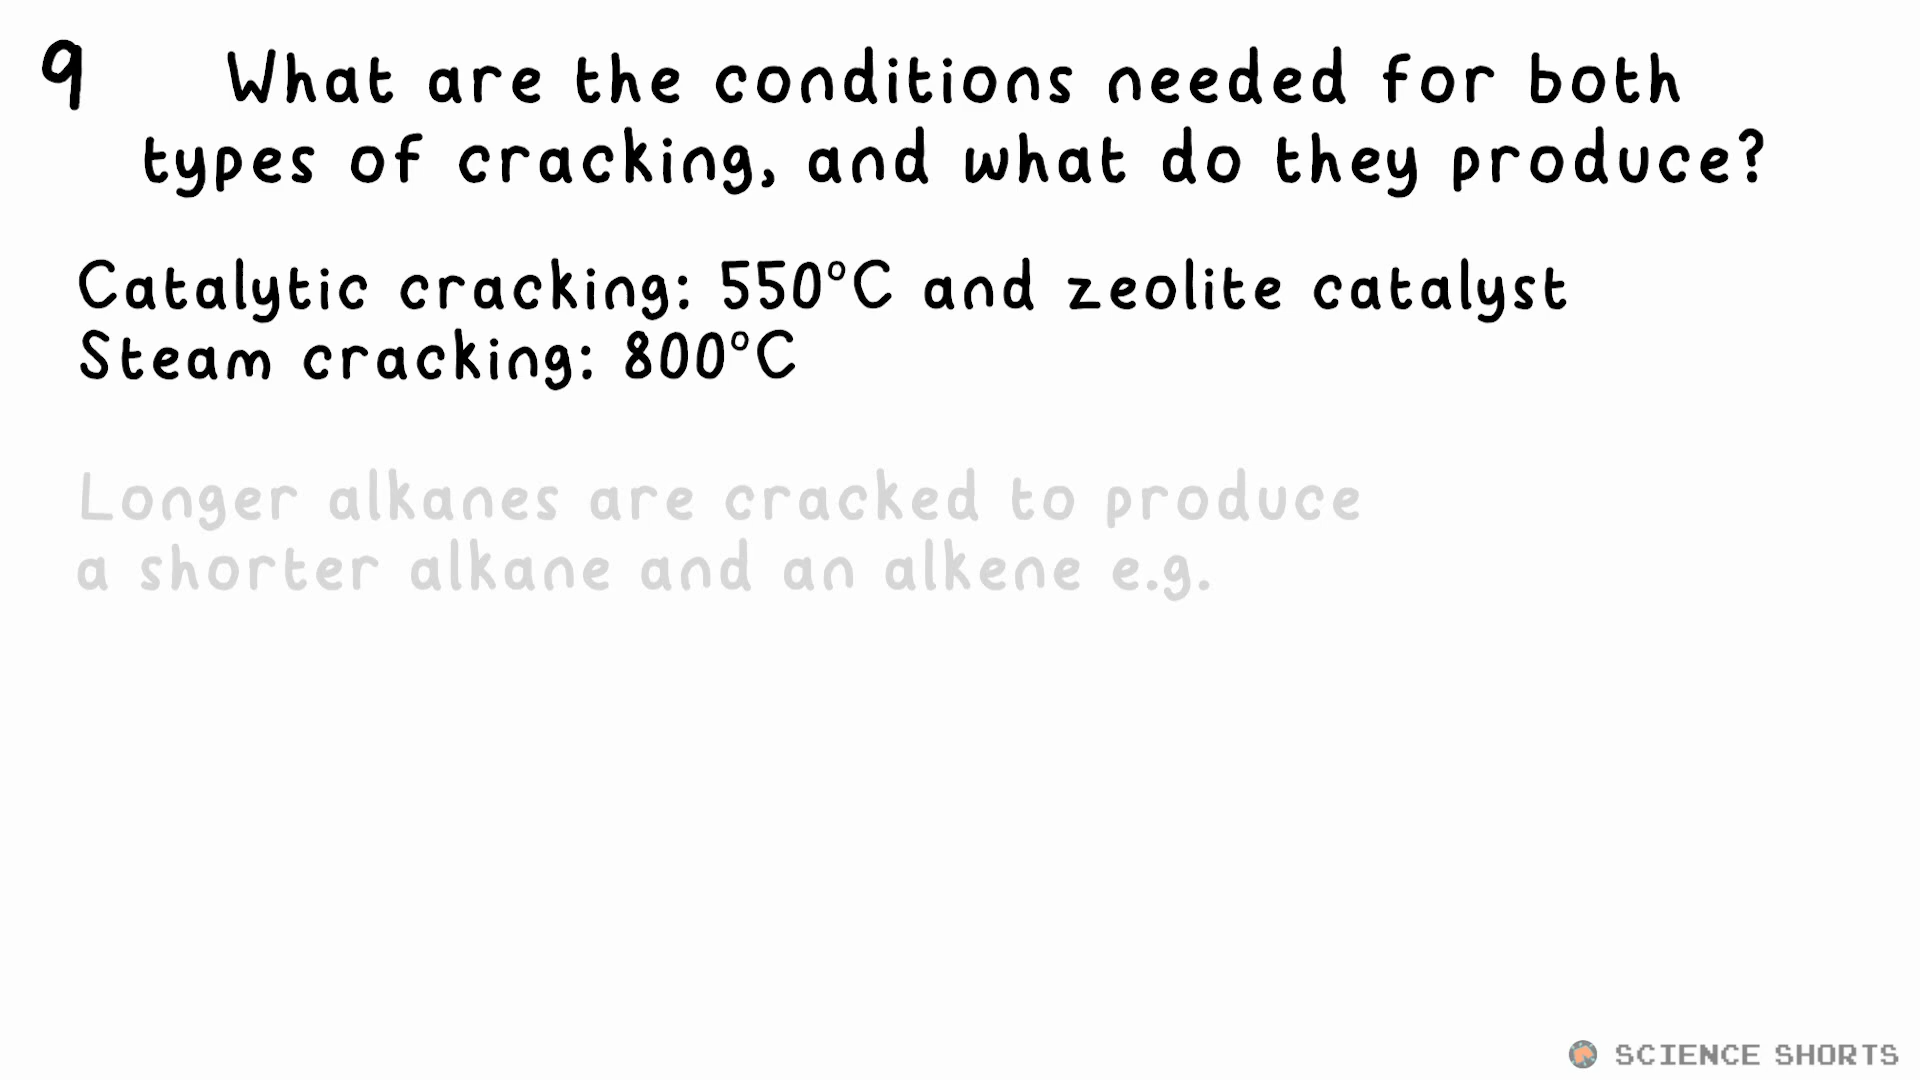 9
What are the conditions needed for both
types of cracking, and what do they produce?
Catalytic cracking: 550°C and zeolite catalyst
Steam cracking: 800°C
Longer alkanes are cracked to produce
a shorter alkane and an alkene e.g.
SCIENCE SHORTS